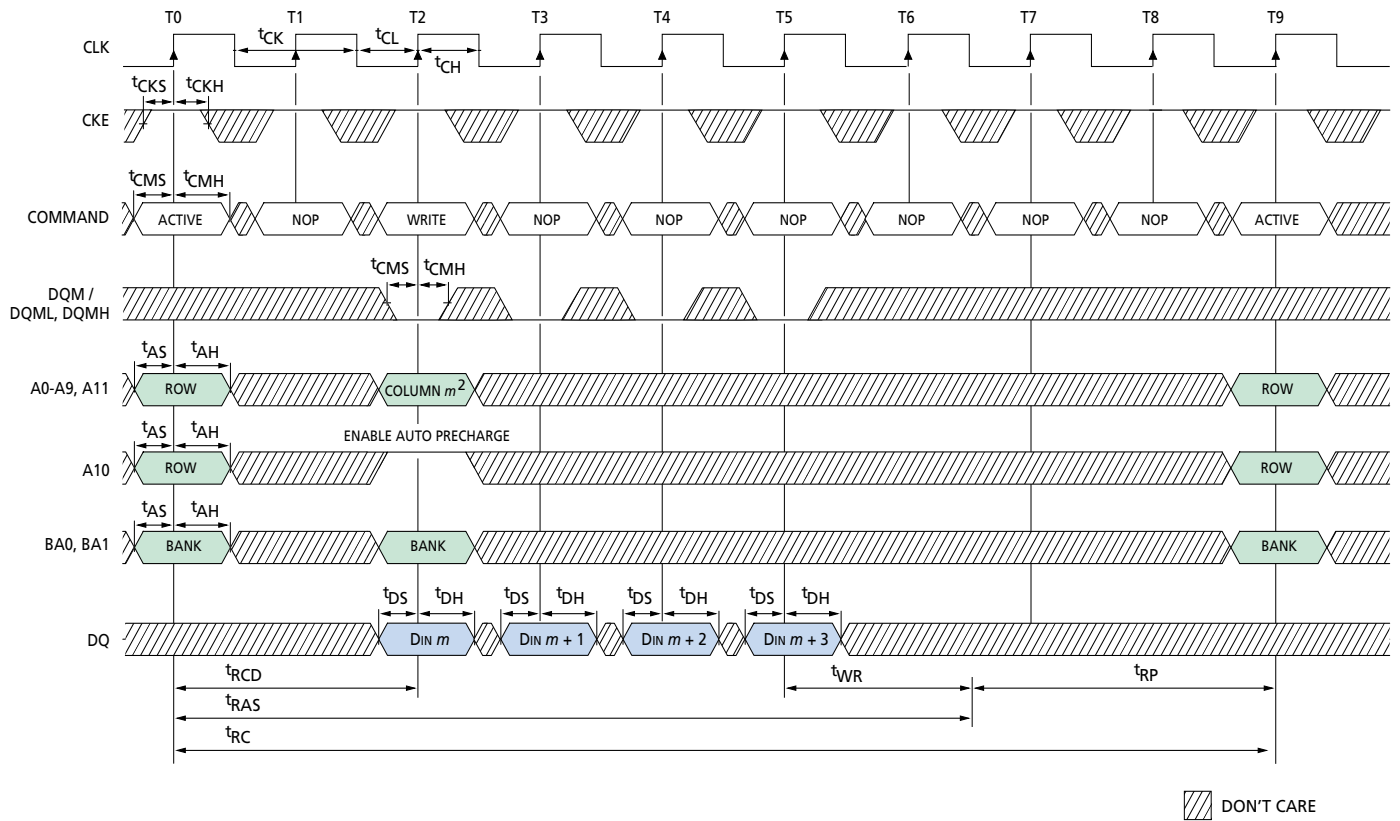 T0 T1 T2 T3 T4 T5 T6 T7 T8 T9
CLK
tCK tCL tCH
tCKS tCKH
CKE
tCMS tCMH
COMMAND ACTIVE NOP WRITE NOP NOP NOP NOP NOP NOP ACTIVE
tCMS tCMH
DQM /
DQML, DQMH
tAS tAH
A0-A9, A11 ROW COLUMN m² ROW
ENABLE AUTO PRECHARGE
tAS tAH
A10 ROW ROW
tAS tAH
BA0, BA1 BANK BANK BANK
tDS tDH tDS tDH tDS tDH tDS tDH
DQ DIN m DIN m + 1 DIN m + 2 DIN m + 3
tRCD tWR tRP
tRAS
tRC
DON'T CARE